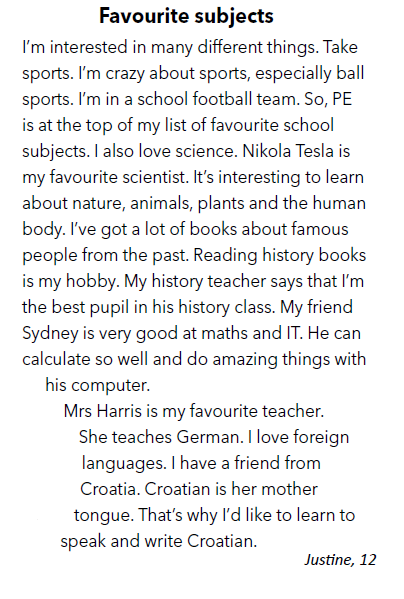 Favourite subjects
I'm interested in many different things. Take
sports. I'm crazy about sports, especially ball
sports. I'm in a school football team. So, PE
is at the top of my list of favourite school
subjects. I also love science. Nikola Tesla is
my favourite scientist. It's interesting to learn
about nature, animals, plants and the human
body. I've got a lot of books about famous
people from the past. Reading history books
is my hobby. My history teacher says that I'm
the best pupil in his history class. My friend
Sydney is very good at maths and IT. He can
calculate so well and do amazing things with
his computer.
Mrs Harris is my favourite teacher.
She teaches German. I love foreign
languages. I have a friend from
Croatia. Croatian is her mother
tongue. That's why I'd like to learn to
speak and write Croatian.
Justine, 12